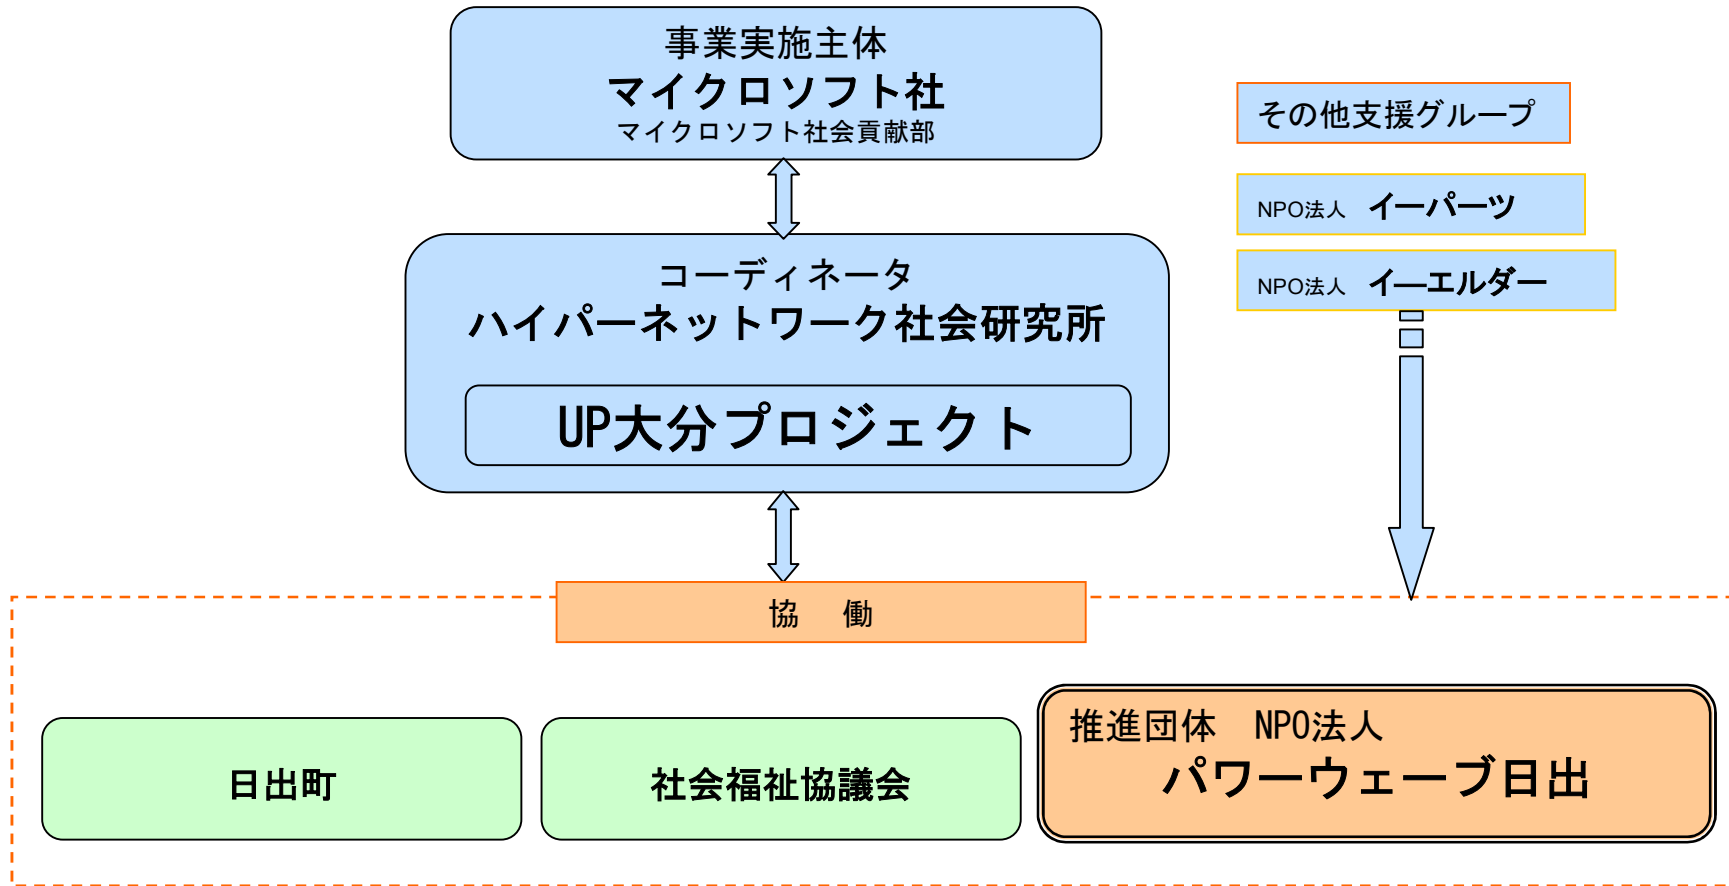 事業実施主体
マイクロソフト社
マイクロソフト社会貢献部
その他支援グループ
NPO法人 イーパーツ
NPO法人 イーエルダー
コーディネータ
ハイパーネットワーク社会研究所
UP大分プロジェクト
協 働
日出町
社会福祉協議会
推進団体 NPO法人
パワーウェーブ日出